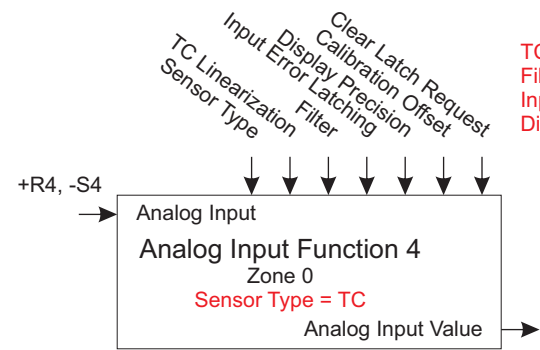 Sensor Type
TC Linearization
Filter
Input Error Latching
Display Precision
Calibration Offset
Clear Latch Request
+R4, -S4
Analog Input
Analog Input Function 4
Zone 0
Sensor Type = TC
Analog Input Value